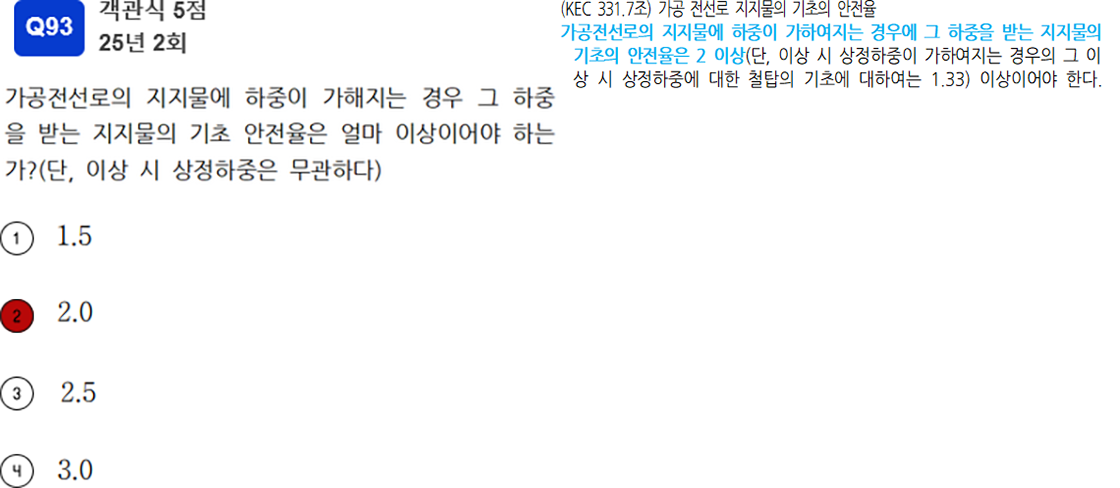 Q93
객관식 5점
25년 2회
가공전선로의 지지물에 하중이 가해지는 경우 그 하중
을 받는 지지물의 기초 안전율은 얼마 이상이어야 하는
가?(단, 이상 시 상정하중은 무관하다)
1 1.5
2 2.0
3 2.5
4 3.0
(KEC 331.7조) 가공 전선로 지지물의 기초의 안전율
가공전선로의 지지물에 하중이 가하여지는 경우에 그 하중을 받는 지지물의
기초의 안전율은 2 이상(단, 이상 시 상정하중이 가하여지는 경우의 그 이
상 시 상정하중에 대한 철탑의 기초에 대하여는 1.33) 이상이어야 한다.